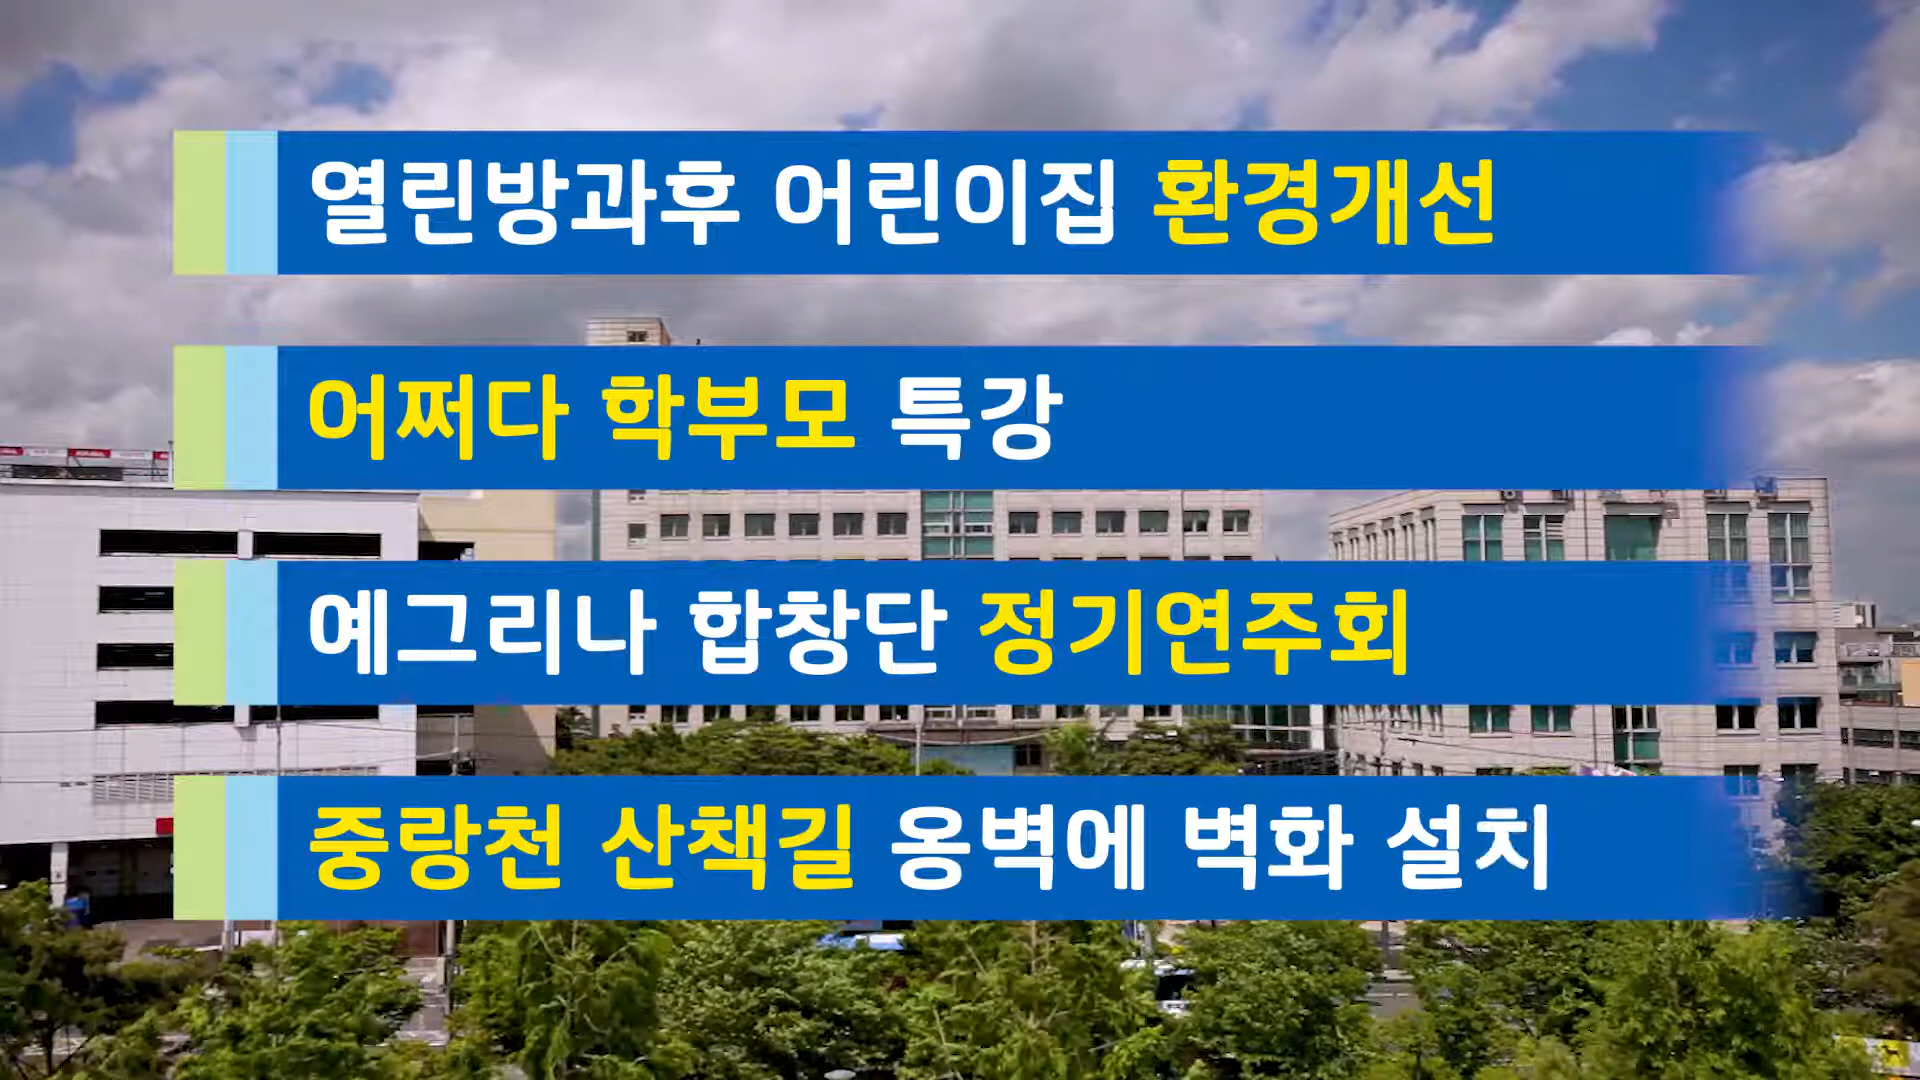 열린방과후 어린이집 환경개선
어쩌다 학부모 특강
예그리나 합창단 정기연주회
중랑천 산책길 옹벽에 벽화 설치